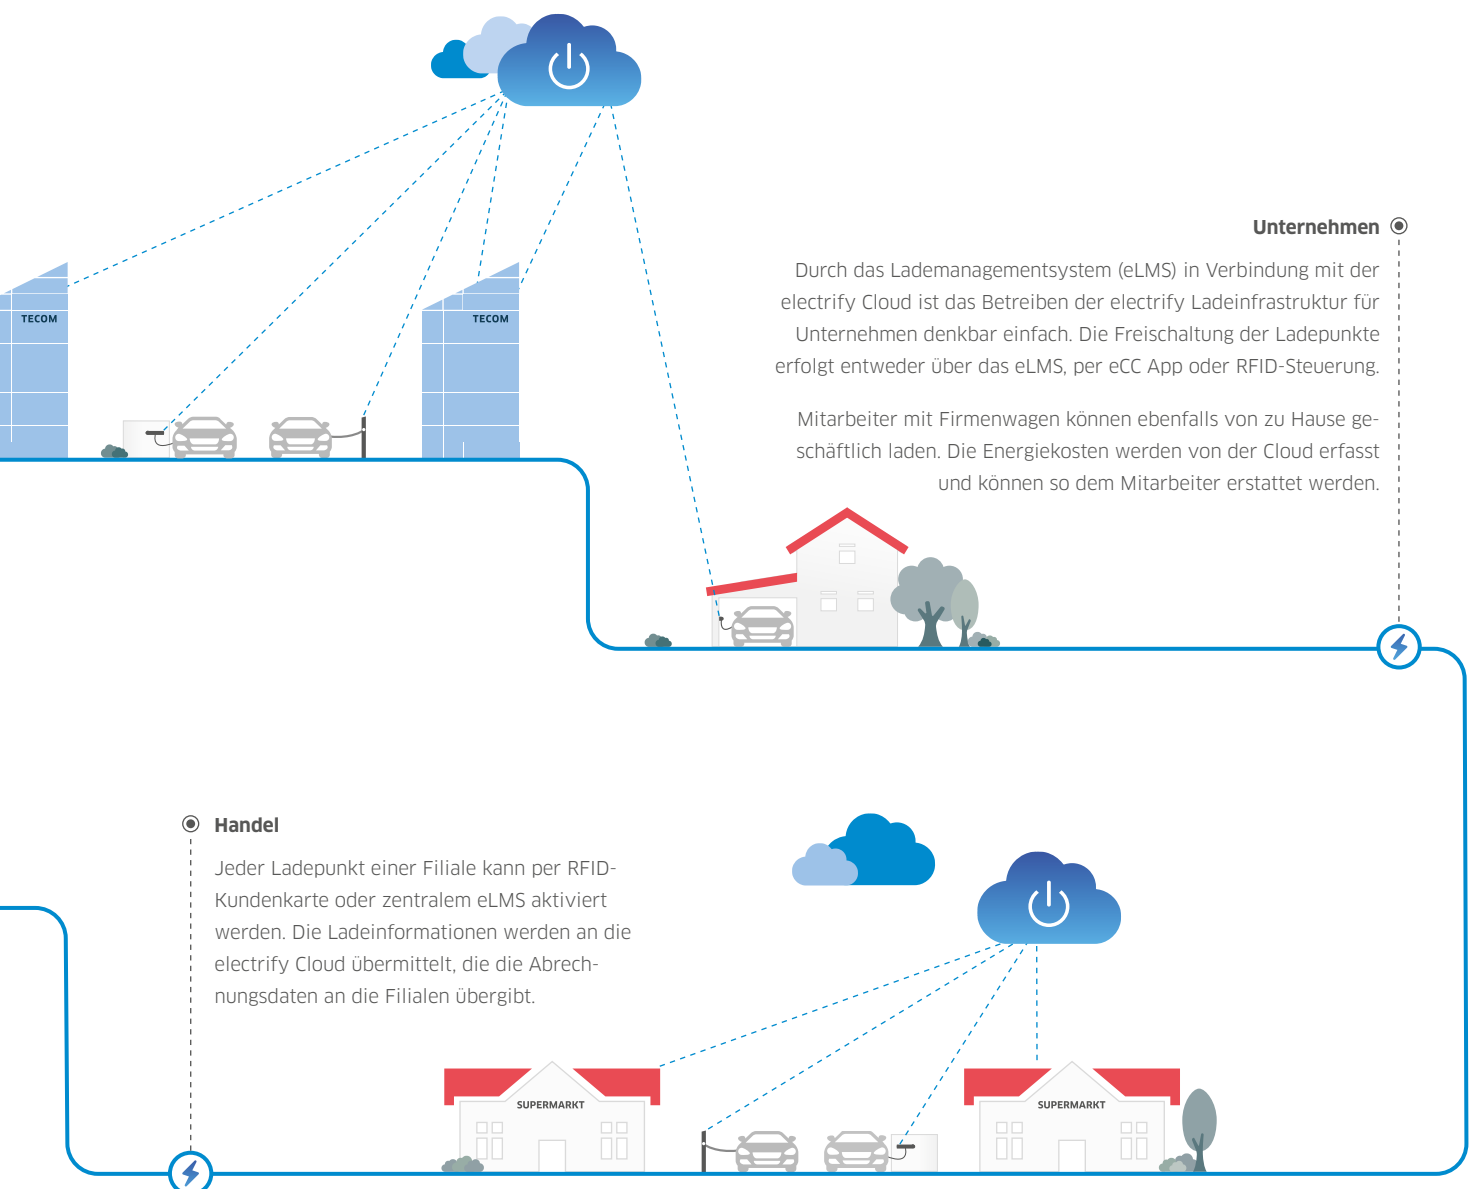 Unternehmen
Durch das Lademanagementsystem (eLMS) in Verbindung mit der
electrify Cloud ist das Betreiben der electrify Ladeinfrastruktur für
Unternehmen denkbar einfach. Die Freischaltung der Ladepunkte
erfolgt entweder über das eLMS, per eCC App oder RFID-Steuerung.
Mitarbeiter mit Firmenwagen können ebenfalls von zu Hause ge-
schäftlich laden. Die Energiekosten werden von der Cloud erfasst
und können so dem Mitarbeiter erstattet werden.
TECOM
TECOM
Handel
Jeder Ladepunkt einer Filiale kann per RFID-
Kundenkarte oder zentralem eLMS aktiviert
werden. Die Ladeinformationen werden an die
electrify Cloud übermittelt, die die Abrech-
nungsdaten an die Filialen übergibt.
SUPERMARKT
SUPERMARKT